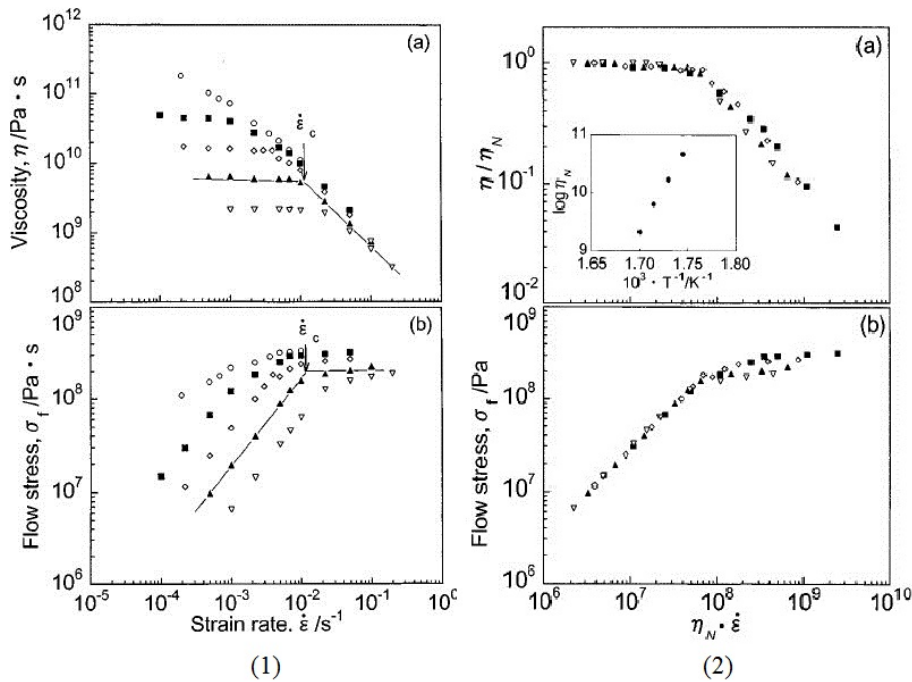 (a)
10¹²
10¹¹
10¹⁰
10⁹
10⁸
Viscosity, η /Pa · s
ε̇c
(b)
10⁹
10⁸
10⁷
10⁶
Flow stress, σf /Pa · s
ε̇c
10⁻⁵ 10⁻⁴ 10⁻³ 10⁻² 10⁻¹ 10⁰
Strain rate. ε̇ /s⁻¹
(1)
(a)
10⁰
10⁻¹
10⁻²
η / ηN
11
10
9
log ηN
1.65 1.70 1.75 1.80
10³ · T⁻¹/K⁻¹
(b)
10⁹
10⁸
10⁷
10⁶
Flow stress, σf /Pa
10⁶ 10⁷ 10⁸ 10⁹ 10¹⁰
ηN · ε̇
(2)